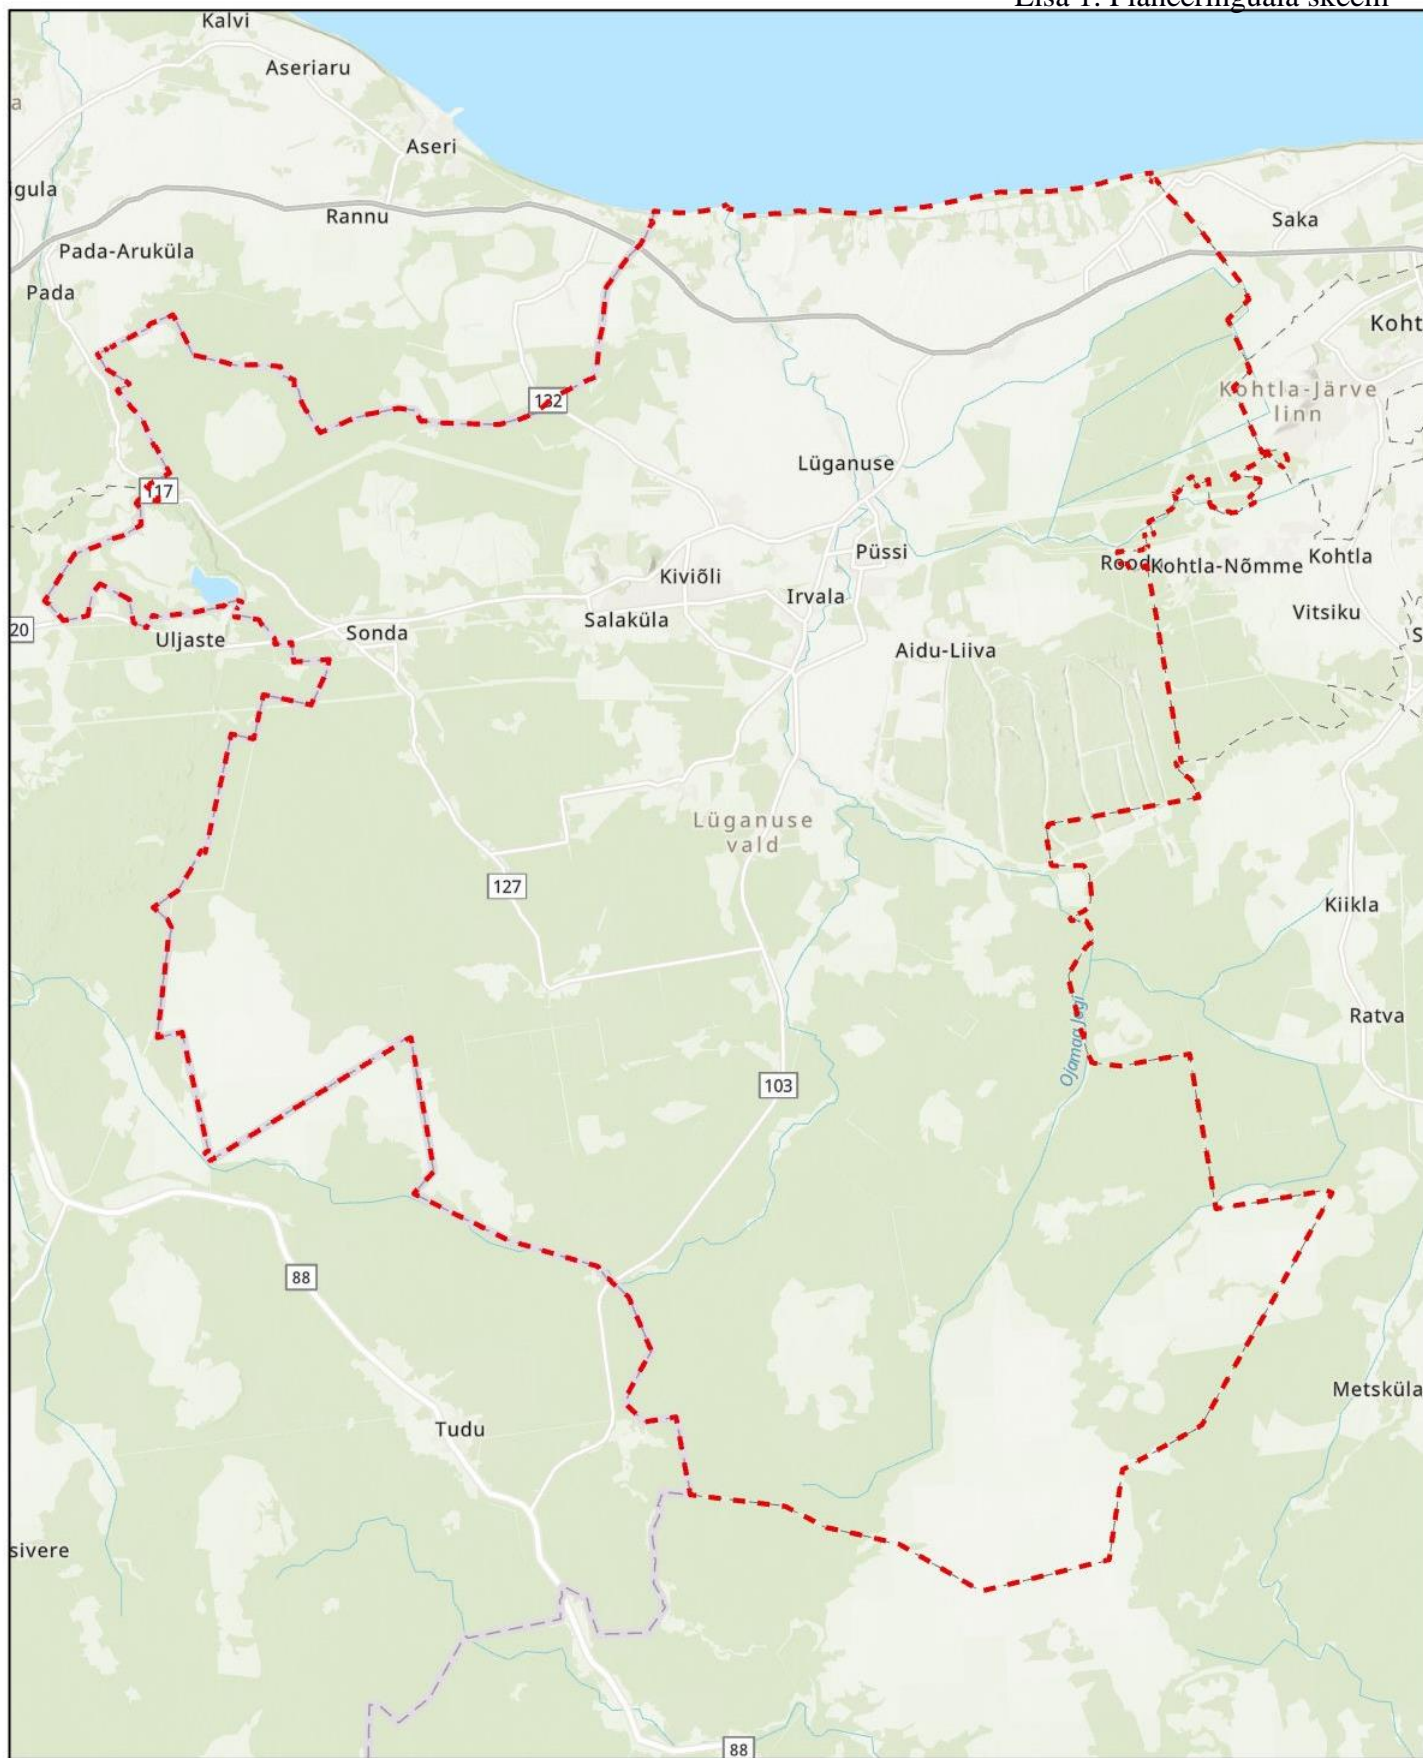 Lisa 1. Planeeringuala skeem
Kalvi
Aseriaru
a
Aseri
igula
Rannu
Saka
Pada-Aruküla
Pada
Koht
Kohtla-Järve
linn
132
Lüganuse
117
Püssi
Rood
Kohtla-Nõmme
Kohtla
Kiviõli
Irvala
Salaküla
Vitsiku
20
Uljaste
Sonda
S
Aidu-Liiva
Lüganuse
vald
127
Kiikla
Ratva
Ojamaa jõgi
103
88
Metsküla
Tudu
sivere
88